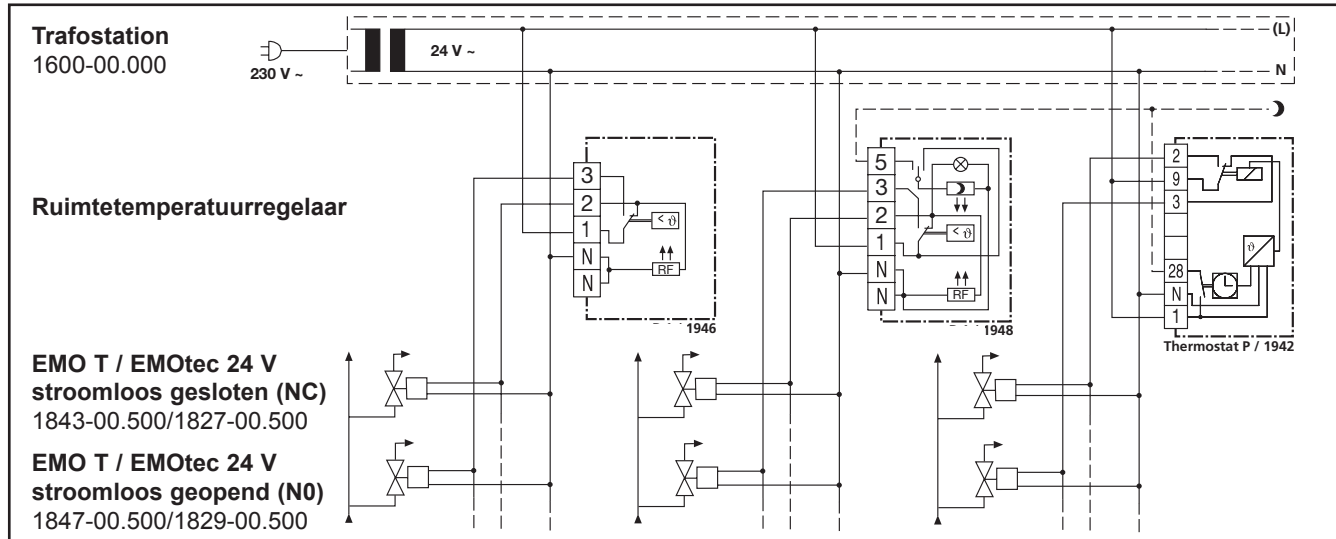 Trafostation
1600-00.000
230 V ~
24 V ~
(L)
N
Ruimtetemperatuurregelaar
3
2
1
N
N
< ϑ
RF
1946
5
3
2
1
N
N
< ϑ
RF
1948
2
9
3
28
N
1
ϑ
Thermostat P / 1942
EMO T / EMOtec 24 V
stroomloos gesloten (NC)
1843-00.500/1827-00.500
EMO T / EMOtec 24 V
stroomloos geopend (N0)
1847-00.500/1829-00.500